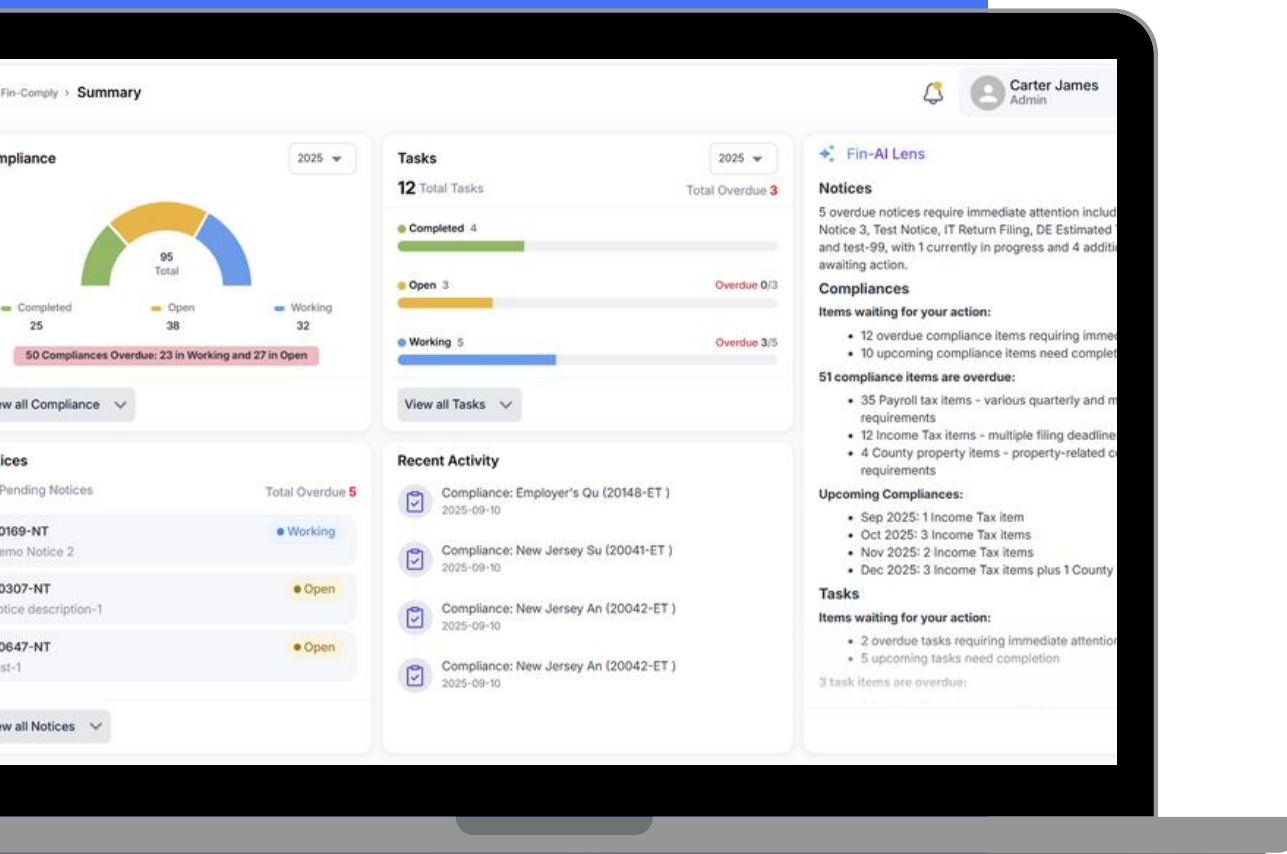 Fin-Comply > Summary
Carter James
Admin
mpliance
2025
95
Total
Completed
Open
Working
25
38
32
50 Compliances Overdue: 23 in Working and 27 in Open
ew all Compliance
Tasks
2025
12 Total Tasks
Total Overdue 3
Completed 4
Open 3
Overdue 0/3
Working 5
Overdue 3/5
View all Tasks
ices
Pending Notices
Total Overdue 5
0169-NT
Working
emo Notice 2
0307-NT
Open
otice description-1
0647-NT
Open
st-1
ew all Notices
Recent Activity
Compliance: Employer's Qu (20148-ET )
2025-09-10
Compliance: New Jersey Su (20041-ET )
2025-09-10
Compliance: New Jersey An (20042-ET )
2025-09-10
Compliance: New Jersey An (20042-ET )
2025-09-10
Fin-AI Lens
Notices
5 overdue notices require immediate attention includ
Notice 3, Test Notice, IT Return Filing, DE Estimated
and test-99, with 1 currently in progress and 4 additi
awaiting action.
Compliances
Items waiting for your action:
• 12 overdue compliance items requiring imme
• 10 upcoming compliance items need complet
51 compliance items are overdue:
• 35 Payroll tax items - various quarterly and m
requirements
• 12 Income Tax items - multiple filing deadline
• 4 County property items - property-related c
requirements
Upcoming Compliances:
• Sep 2025: 1 Income Tax item
• Oct 2025: 3 Income Tax items
• Nov 2025: 2 Income Tax items
• Dec 2025: 3 Income Tax items plus 1 County
Tasks
Items waiting for your action:
• 2 overdue tasks requiring immediate attention
• 5 upcoming tasks need completion
3 task items are overdue: